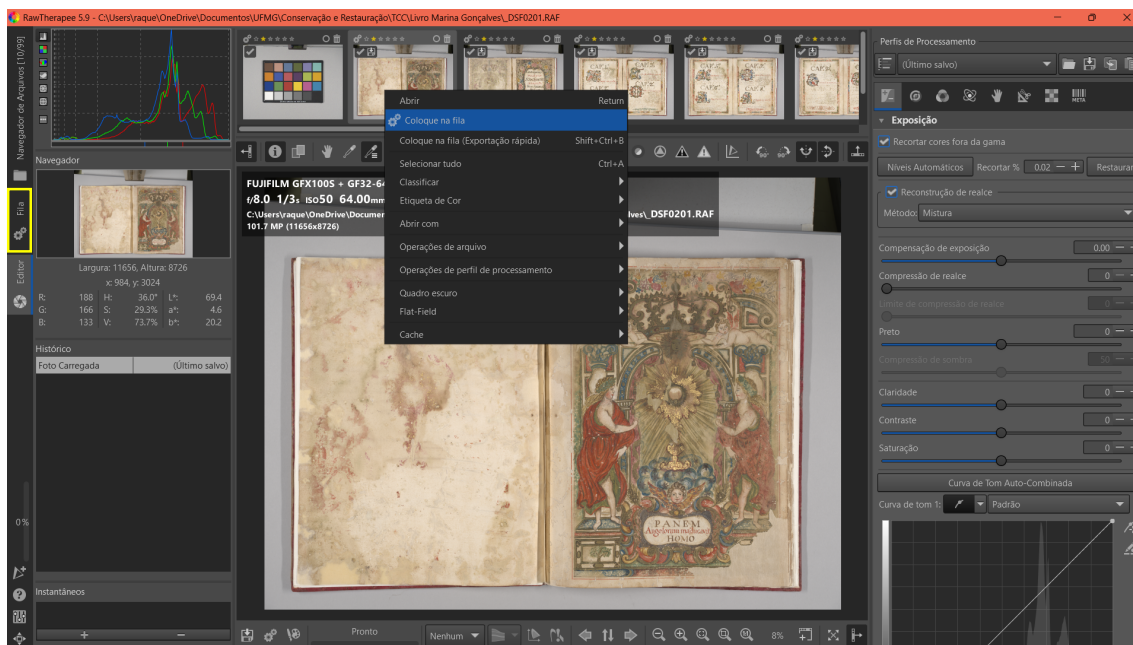 RawTherapee 5.9 - C:\Users\raque\OneDrive\Documentos\UFMG\Conservação e Restauração\TCC\Livro Marina Gonçalves\_DSF0201.RAF
Navegador de Arquivos [10/99]
Fila
Editor
0%
Navegador
Largura: 11656, Altura: 8726
x: 984, y: 3024
R: 188 H: 36.0° L*: 69.4
G: 166 S: 29.3% a*: 4.6
B: 133 V: 73.7% b*: 20.2
Histórico
Foto Carregada (Último salvo)
Instantâneos
FUJIFILM GFX100S + GF32-64
f/8.0 1/3s ISO50 64.00mm
C:\Users\raque\OneDrive\Documen
lves\_DSF0201.RAF
101.7 MP (11656x8726)
Abrir Return
Coloque na fila
Coloque na fila (Exportação rápida) Shift+Ctrl+B
Selecionar tudo Ctrl+A
Classificar
Etiqueta de Cor
Abrir com
Operações de arquivo
Operações de perfil de processamento
Quadro escuro
Flat-Field
Cache
PANEM
Angelorum manducavit
HOMO
Pronto
Nenhum
8%
Perfis de Processamento
(Último salvo)
META
Exposição
Recortar cores fora da gama
Níveis Automáticos Recortar % 0.02 Restaurar
Reconstrução de realce
Método: Mistura
Compensação de exposição 0.00
Compressão de realce 0
Limite de compressão de realce 0
Preto 0
Compressão de sombra 50
Claridade 0
Contraste 0
Saturação 0
Curva de Tom Auto-Combinada
Curva de tom 1: Padrão